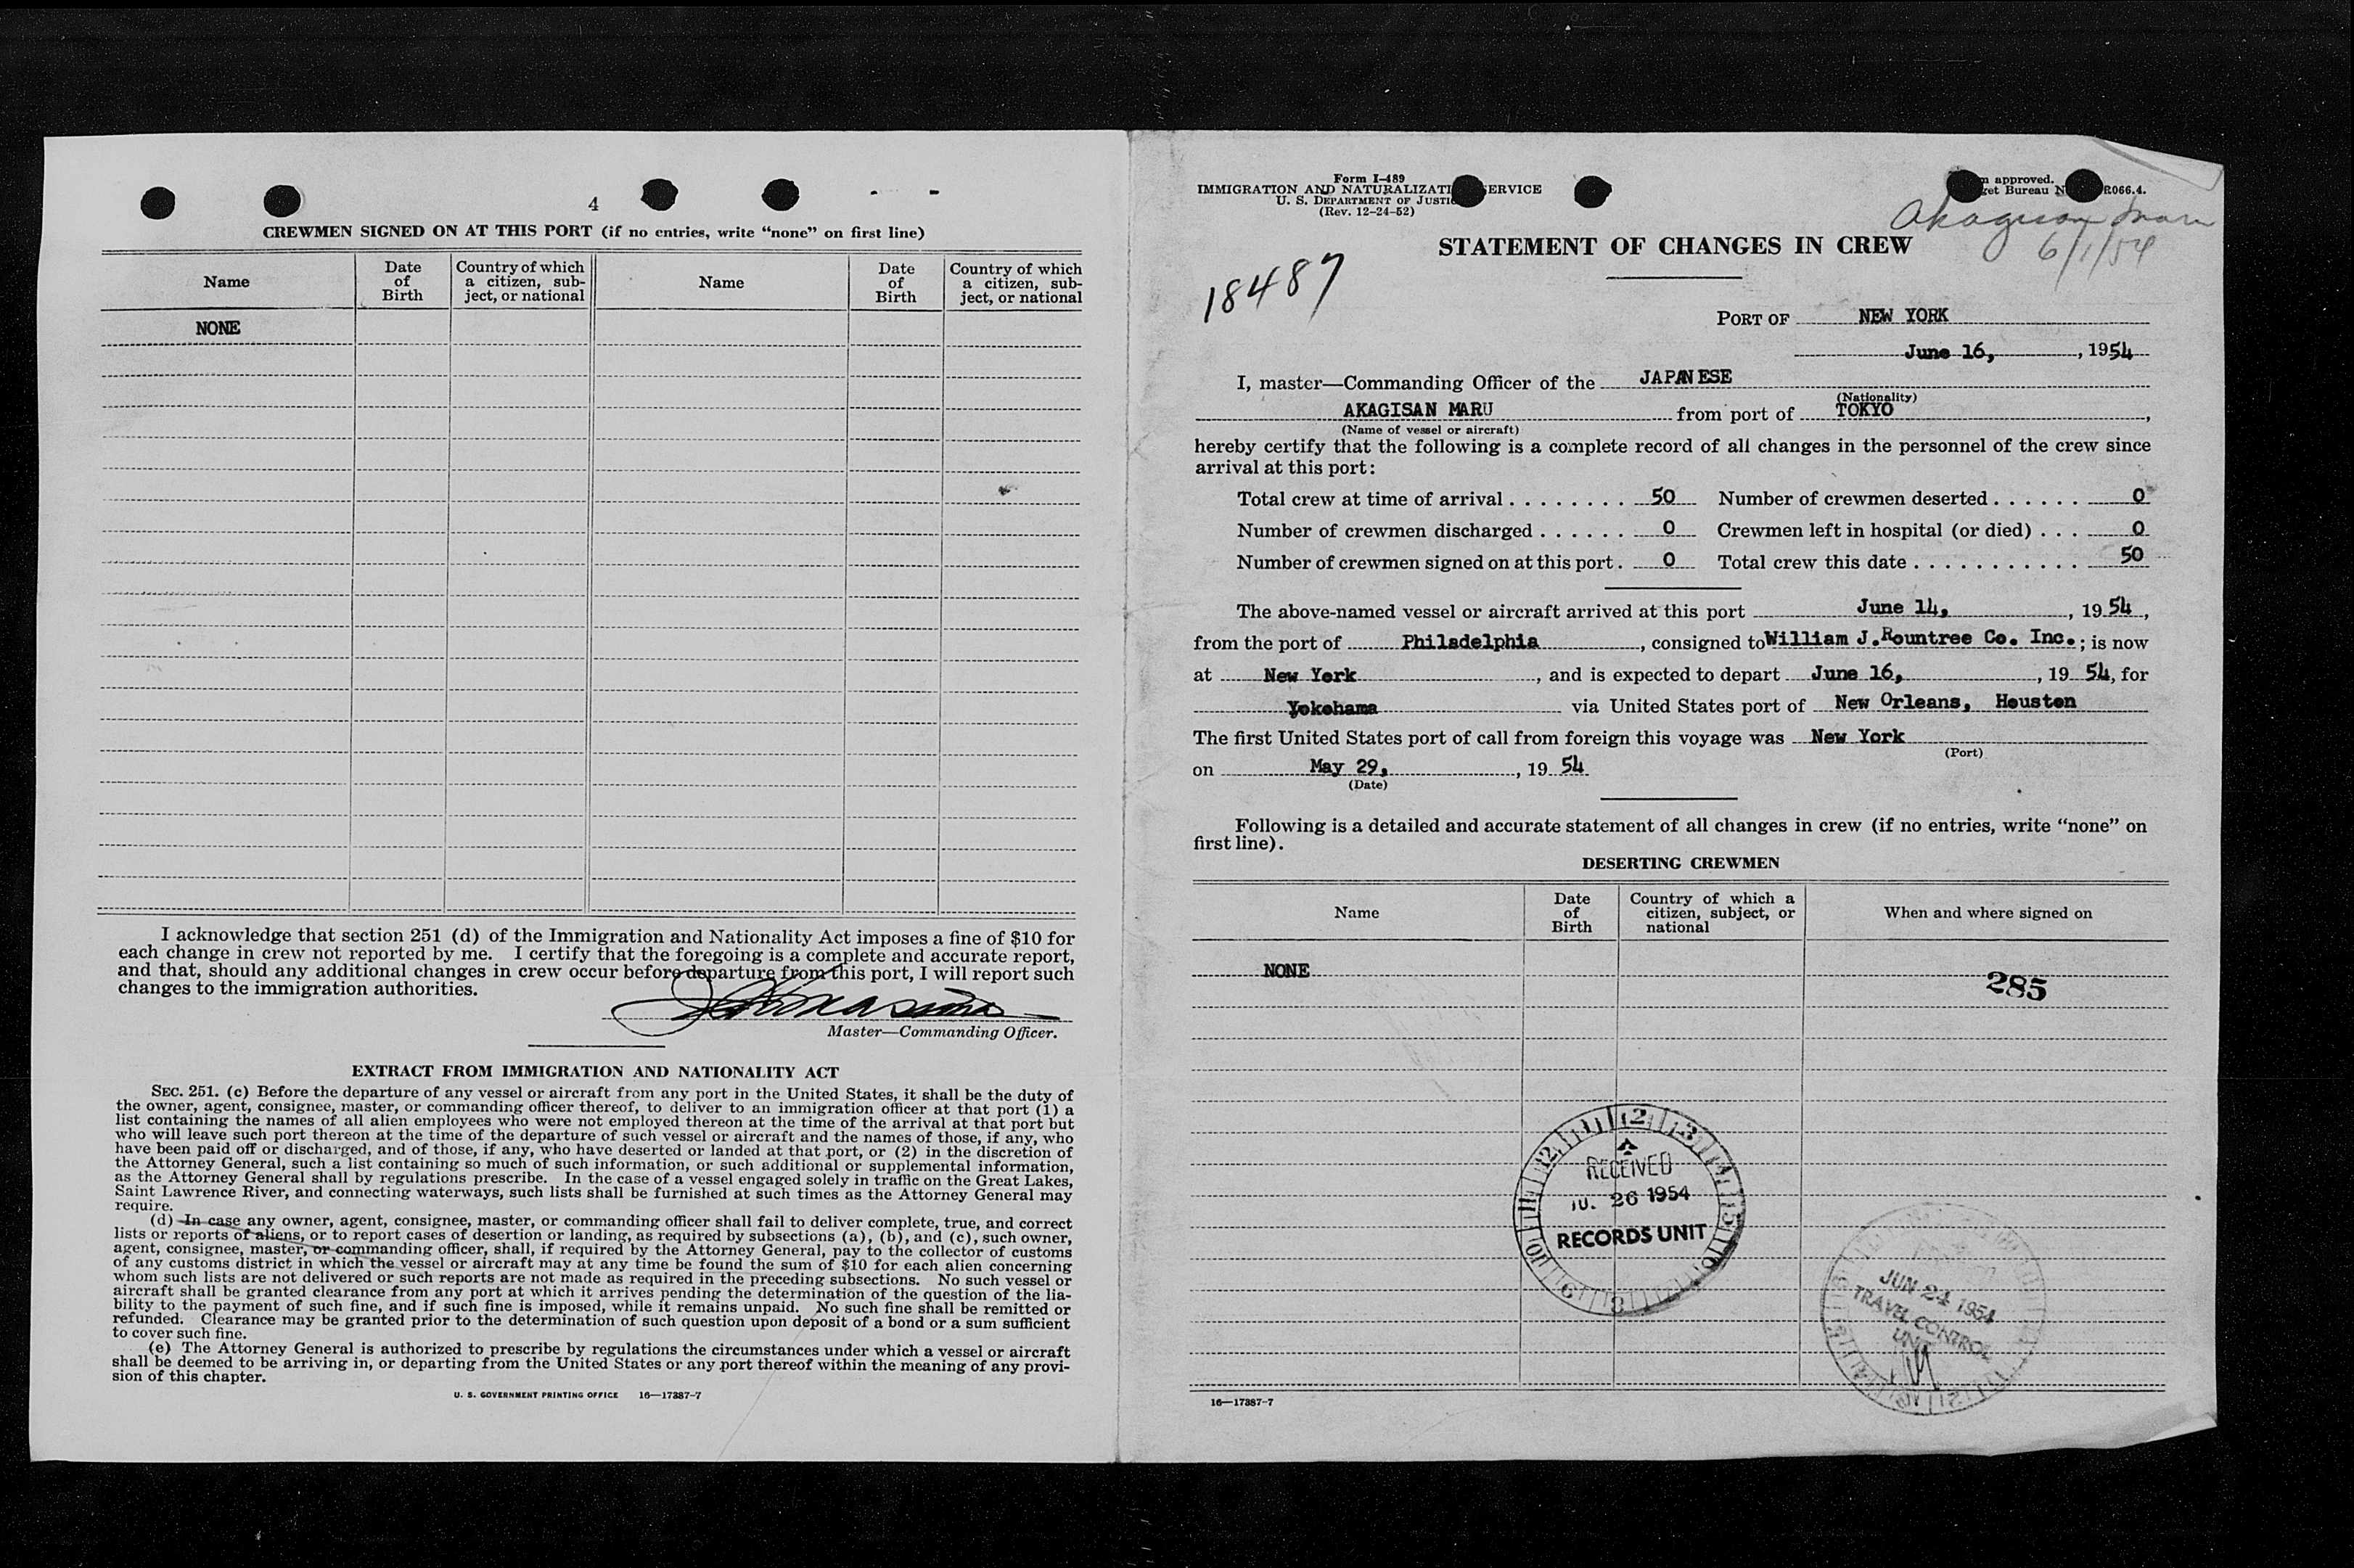 4
CREWMEN SIGNED ON AT THIS PORT (if no entries, write “none” on first line)
Name
Date of Birth
Country of which a citizen, sub-ject, or national
Name
Date of Birth
Country of which a citizen, sub-ject, or national
NONE
I acknowledge that section 251 (d) of the Immigration and Nationality Act imposes a fine of $10 for
each change in crew not reported by me. I certify that the foregoing is a complete and accurate report,
and that, should any additional changes in crew occur before departure from this port, I will report such
changes to the immigration authorities.
Master—Commanding Officer.
EXTRACT FROM IMMIGRATION AND NATIONALITY ACT
SEC. 251. (c) Before the departure of any vessel or aircraft from any port in the United States, it shall be the duty of
the owner, agent, consignee, master, or commanding officer thereof, to deliver to an immigration officer at that port (1) a
list containing the names of all alien employees who were not employed thereon at the time of the arrival at that port but
who will leave such port thereon at the time of the departure of such vessel or aircraft and the names of those, if any, who
have been paid off or discharged, and of those, if any, who have deserted or landed at that port, or (2) in the discretion of
the Attorney General, such a list containing so much of such information, or such additional or supplemental information,
as the Attorney General shall by regulations prescribe. In the case of a vessel engaged solely in traffic on the Great Lakes,
Saint Lawrence River, and connecting waterways, such lists shall be furnished at such times as the Attorney General may
require.
(d) In case any owner, agent, consignee, master, or commanding officer shall fail to deliver complete, true, and correct
lists or reports of aliens, or to report cases of desertion or landing, as required by subsections (a), (b), and (c), such owner,
agent, consignee, master, or commanding officer, shall, if required by the Attorney General, pay to the collector of customs
of any customs district in which the vessel or aircraft may at any time be found the sum of $10 for each alien concerning
whom such lists are not delivered or such reports are not made as required in the preceding subsections. No such vessel or
aircraft shall be granted clearance from any port at which it arrives pending the determination of the question of the lia-
bility to the payment of such fine, and if such fine is imposed, while it remains unpaid. No such fine shall be remitted or
refunded. Clearance may be granted prior to the determination of such question upon deposit of a bond or a sum sufficient
to cover such fine.
(e) The Attorney General is authorized to prescribe by regulations the circumstances under which a vessel or aircraft
shall be deemed to be arriving in, or departing from the United States or any port thereof within the meaning of any provi-
sion of this chapter.
U. S. GOVERNMENT PRINTING OFFICE 16—17387-7
Form I-489
IMMIGRATION AND NATURALIZATI ERVICE
U. S. DEPARTMENT OF JUSTI
(Rev. 12-24-52)
approved.
et Bureau N R066.4.
Akagisan Maru
6/1/54
STATEMENT OF CHANGES IN CREW
18487
PORT OF NEW YORK
June 16, , 1954
I, master—Commanding Officer of the JAPANESE
(Nationality)
AKAGISAN MARU from port of TOKYO ,
(Name of vessel or aircraft)
hereby certify that the following is a complete record of all changes in the personnel of the crew since
arrival at this port:
Total crew at time of arrival . . . . . . . . . 50 Number of crewmen deserted . . . . . . 0
Number of crewmen discharged . . . . . . 0 Crewmen left in hospital (or died) . . . 0
Number of crewmen signed on at this port . 0 Total crew this date . . . . . . . . . . . 50
The above-named vessel or aircraft arrived at this port June 14, , 19 54 ,
from the port of Philadelphia , consigned to William J.Rountree Co. Inc. ; is now
at New York , and is expected to depart June 16, , 19 54, for
Yokohama via United States port of New Orleans, Houston
The first United States port of call from foreign this voyage was New York
(Port)
on May 29, , 19 54
(Date)
Following is a detailed and accurate statement of all changes in crew (if no entries, write “none” on
first line).
DESERTING CREWMEN
Name
Date of Birth
Country of which a citizen, subject, or national
When and where signed on
NONE
285
RECEIVED
26 1954
RECORDS UNIT
JUN 24 1954
TRAVEL CONTROL
UNIT
16—17387-7